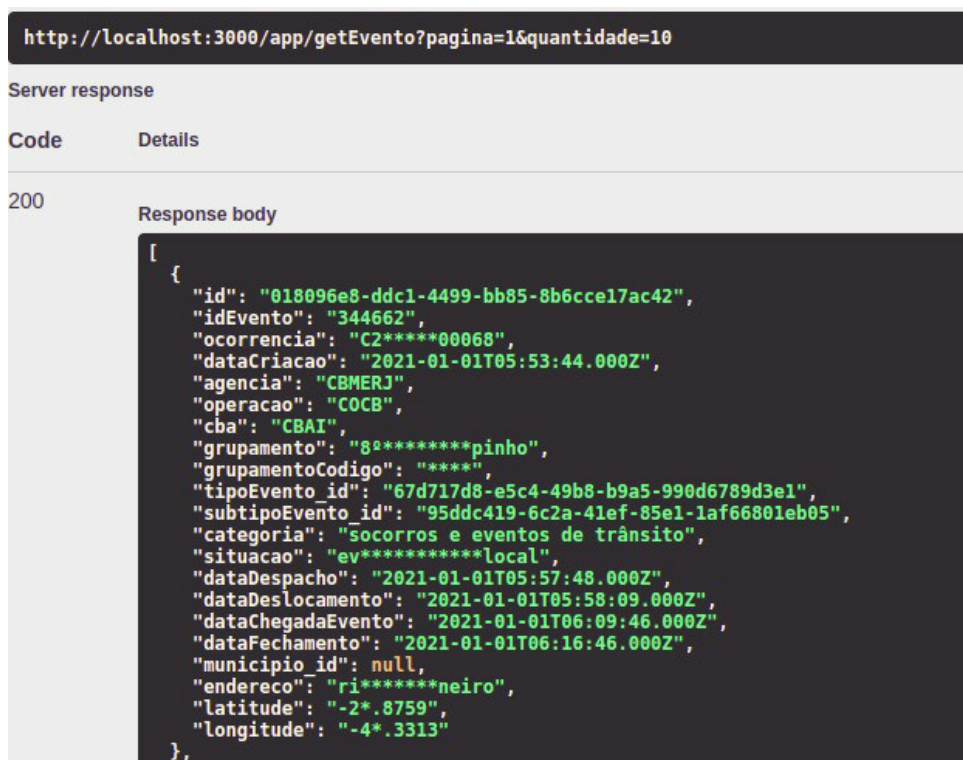 http://localhost:3000/app/getEvento?pagina=1&quantidade=10
Server response
Code Details
200
Response body
[
{
"id": "018096e8-ddc1-4499-bb85-8b6cce17ac42",
"idEvento": "344662",
"ocorrencia": "C2*****00068",
"dataCriacao": "2021-01-01T05:53:44.000Z",
"agencia": "CBMERJ",
"operacao": "COCB",
"cba": "CBAI",
"grupamento": "8º********pinho",
"grupamentoCodigo": "****",
"tipoEvento_id": "67d717d8-e5c4-49b8-b9a5-990d6789d3e1",
"subtipoEvento_id": "95ddc419-6c2a-41ef-85e1-1af66801eb05",
"categoria": "socorros e eventos de trânsito",
"situacao": "ev***********local",
"dataDespacho": "2021-01-01T05:57:48.000Z",
"dataDeslocamento": "2021-01-01T05:58:09.000Z",
"dataChegadaEvento": "2021-01-01T06:09:46.000Z",
"dataFechamento": "2021-01-01T06:16:46.000Z",
"municipio_id": null,
"endereco": "ri*******neiro",
"latitude": "-2*.8759",
"longitude": "-4*.3313"
},